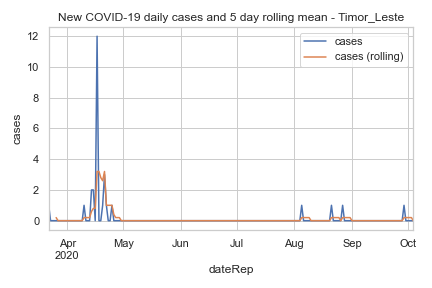 New COVID-19 daily cases and 5 day rolling mean - Timor_Leste
cases
cases (rolling)
12
10
8
6
4
2
0
cases
Apr May Jun Jul Aug Sep Oct
2020
dateRep